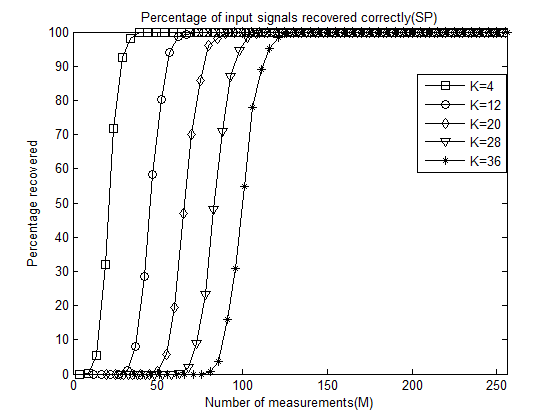 Percentage of input signals recovered correctly(SP)
100
90
80
70
60
50
40
30
20
10
0
Percentage recovered
K=4
K=12
K=20
K=28
K=36
0 50 100 150 200 250
Number of measurements(M)